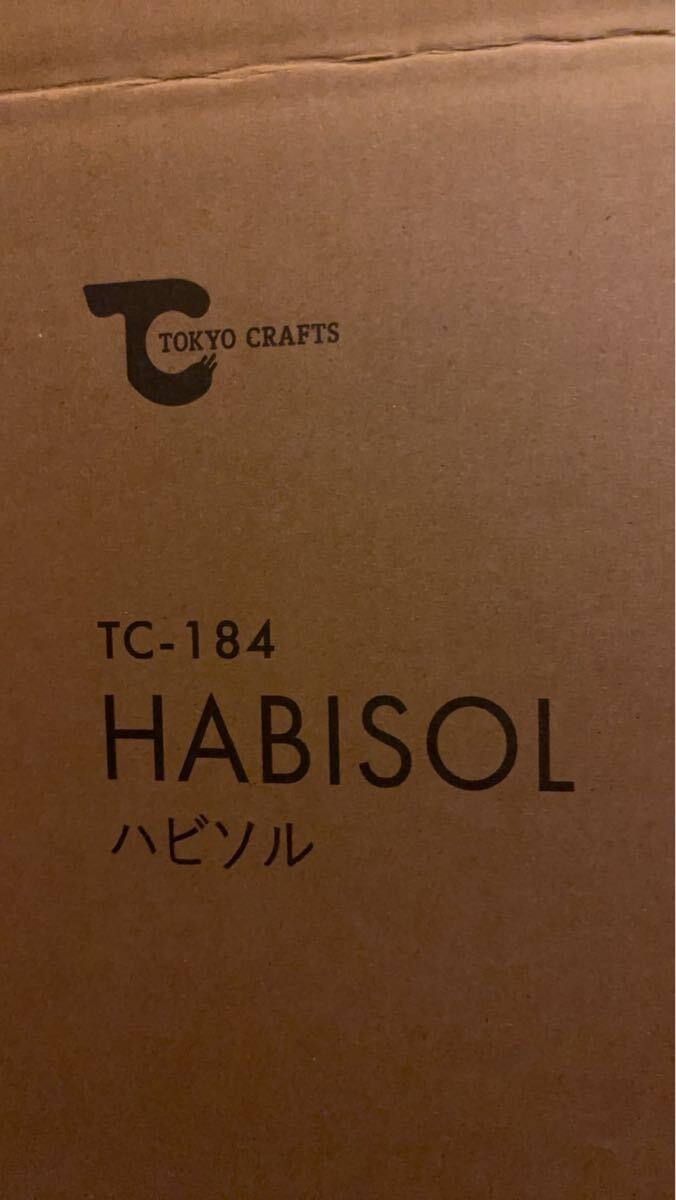 TOKYO CRAFTS
TC-184
HABISOL
ハビソル